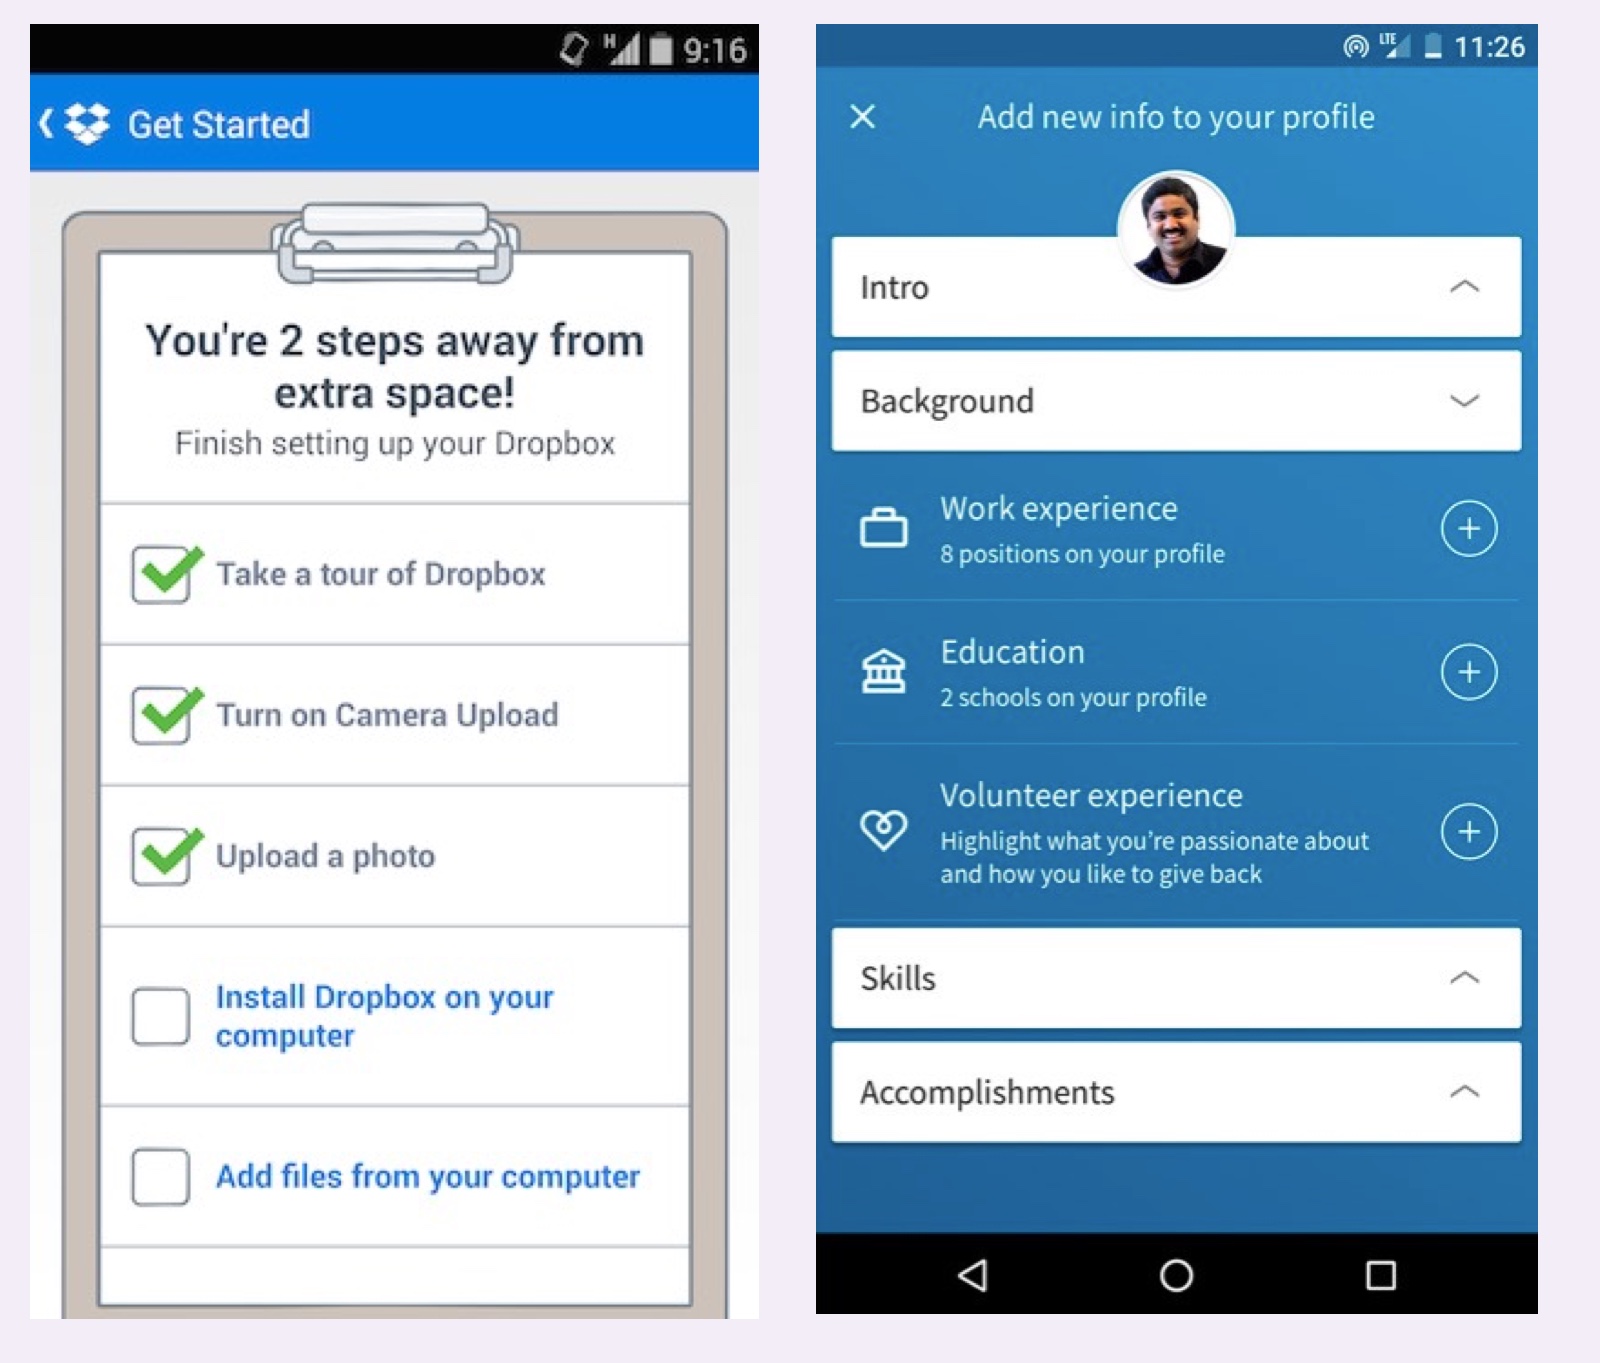 H 9:16
Get Started
You're 2 steps away from
extra space!
Finish setting up your Dropbox
Take a tour of Dropbox
Turn on Camera Upload
Upload a photo
Install Dropbox on your
computer
Add files from your computer
LTE 11:26
Add new info to your profile
Intro
Background
Work experience
8 positions on your profile
Education
2 schools on your profile
Volunteer experience
Highlight what you’re passionate about
and how you like to give back
Skills
Accomplishments